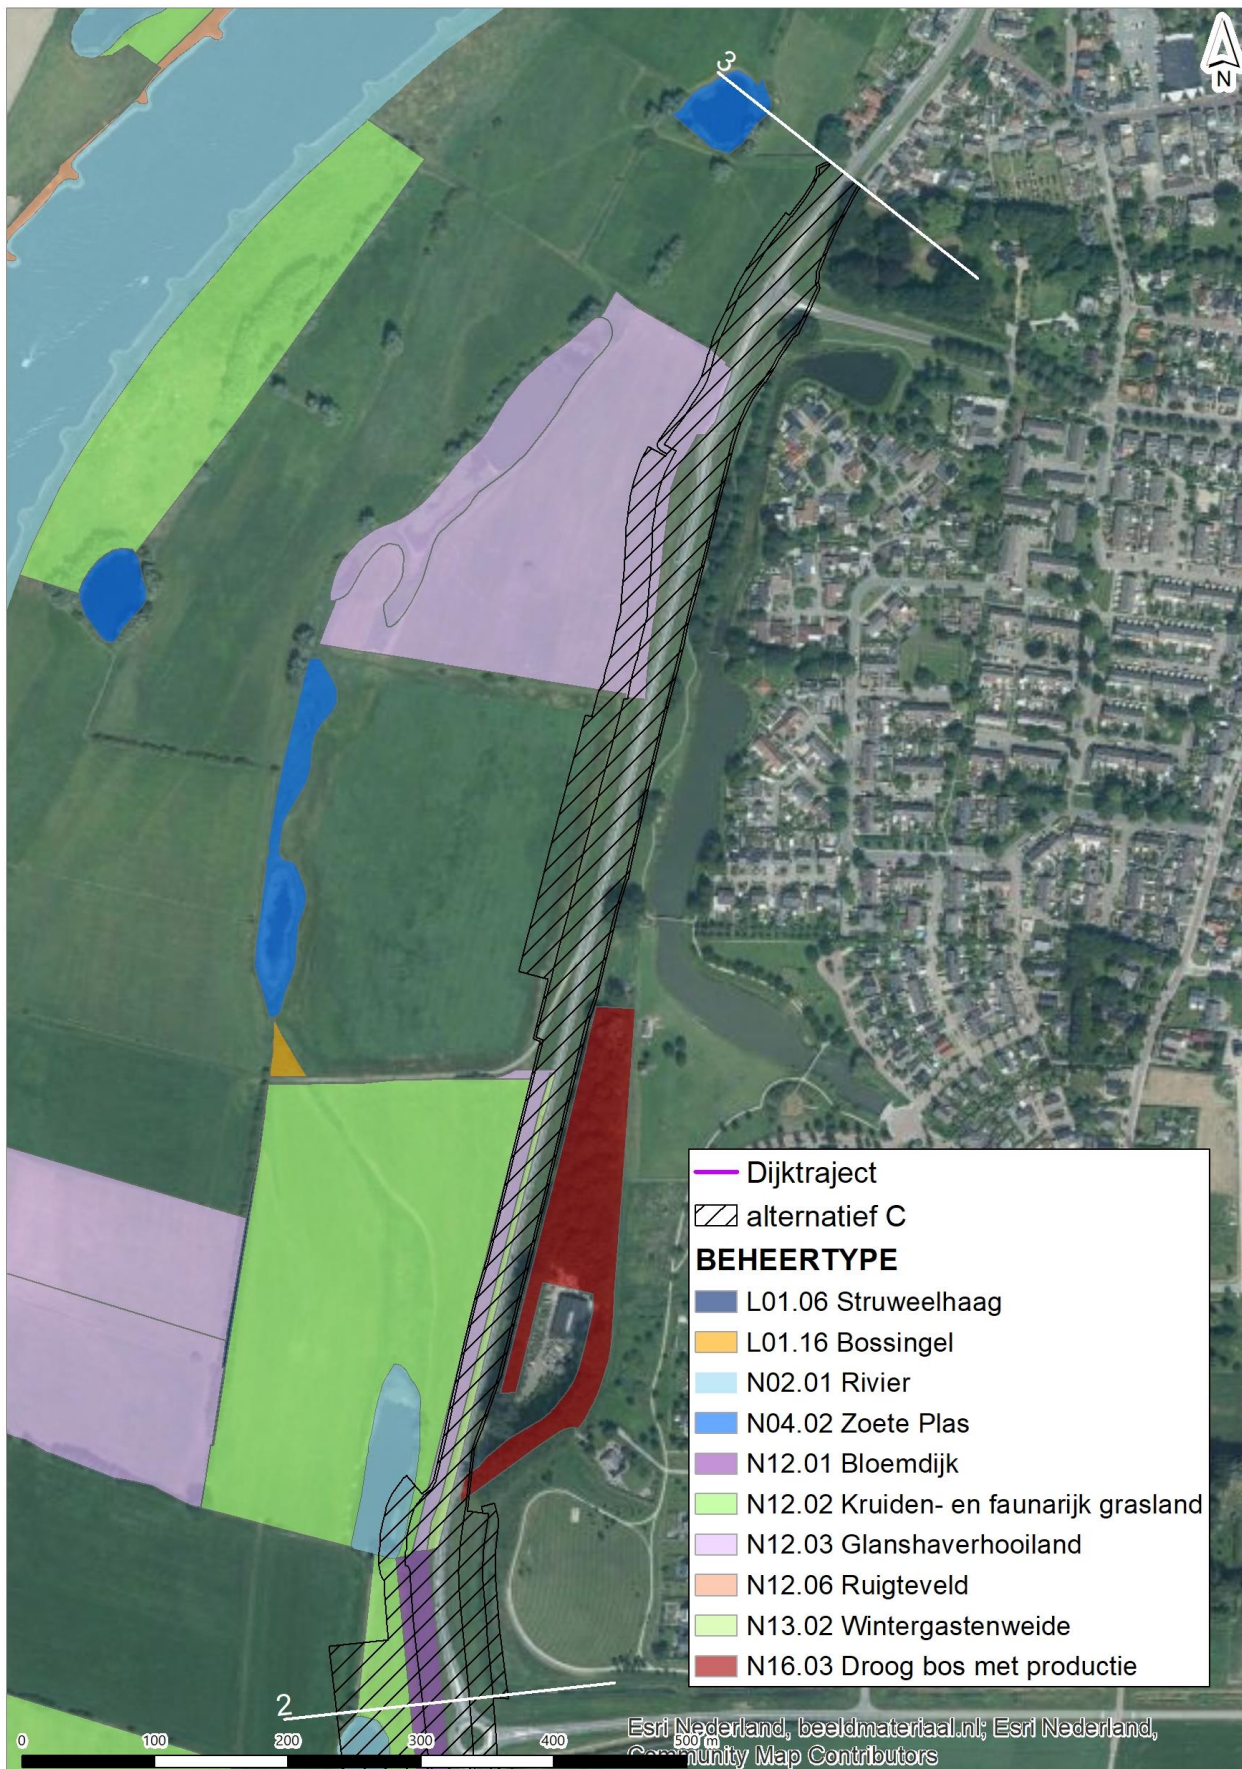 3
N
Dijktraject
alternatief C
BEHEERTYPE
L01.06 Struweelhaag
L01.16 Bossingel
N02.01 Rivier
N04.02 Zoete Plas
N12.01 Bloemdijk
N12.02 Kruiden- en faunarijk grasland
N12.03 Glanshaverhooiland
N12.06 Ruigteveld
N13.02 Wintergastenweide
N16.03 Droog bos met productie
2
0 100 200 300 400 500 m
Esri Nederland, beeldmateriaal.nl; Esri Nederland,
Community Map Contributors